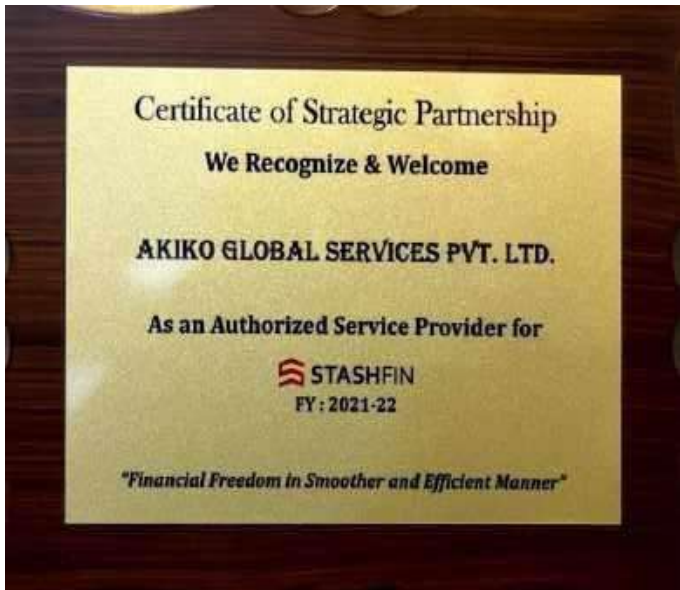 Certificate of Strategic Partnership
We Recognize & Welcome
AKIKO GLOBAL SERVICES PVT. LTD.
As an Authorized Service Provider for
STASHFIN
FY : 2021-22
"Financial Freedom in Smoother and Efficient Manner"